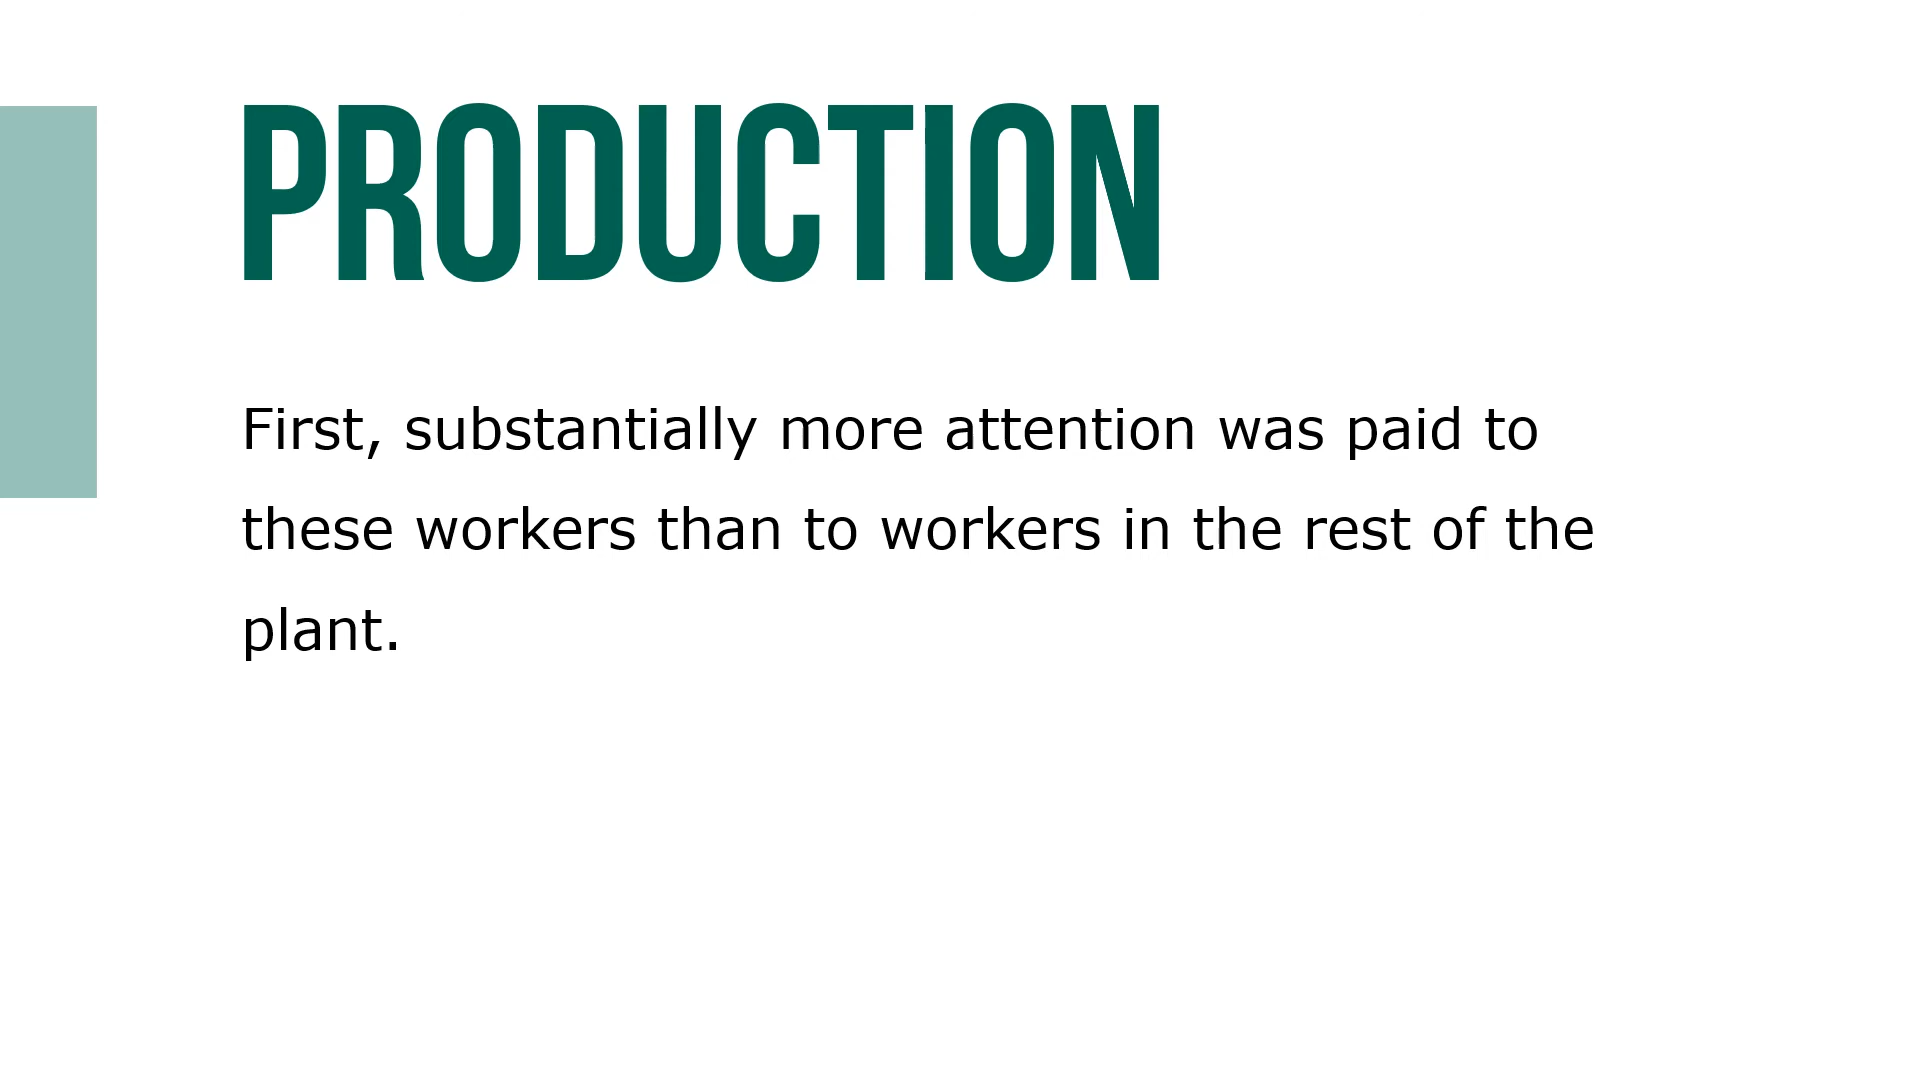 PRODUCTION
First, substantially more attention was paid to
these workers than to workers in the rest of the
plant.